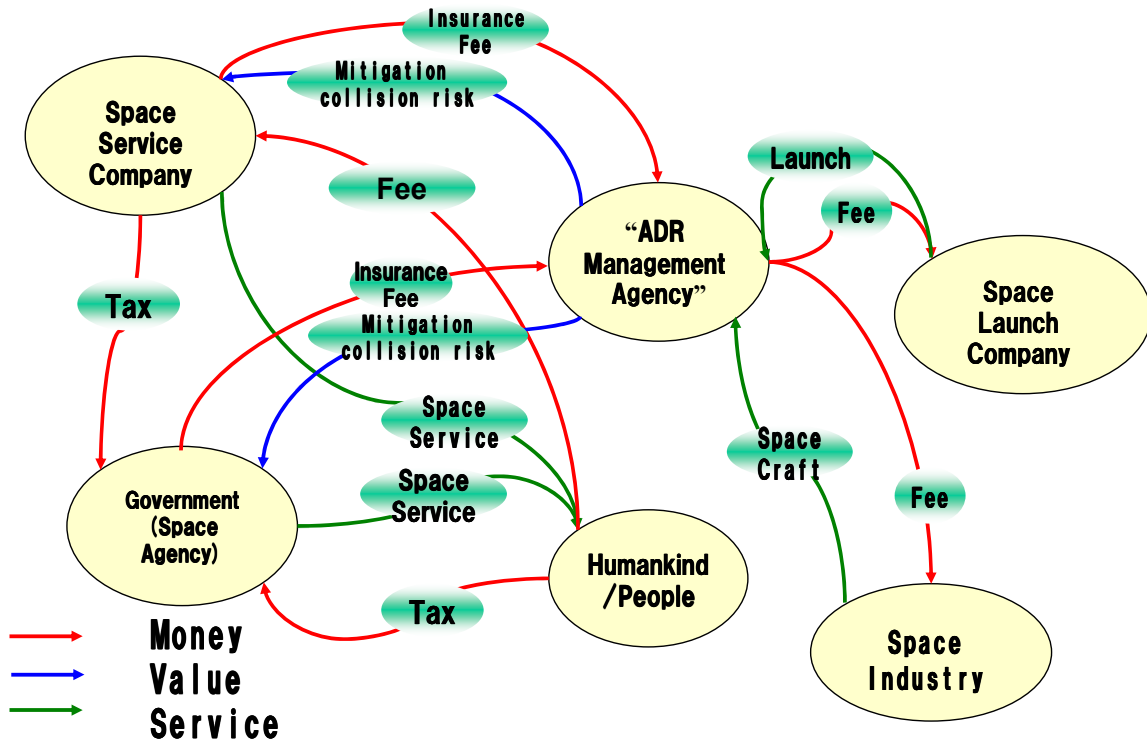 Insurance
Fee
Mitigation
collision risk
Space
Service
Company
Launch
Fee
Fee
"ADR
Management
Agency"
Insurance
Fee
Space
Launch
Company
Tax
Mitigation
collision risk
Space
Service
Space
Craft
Space
Service
Fee
Government
(Space
Agency)
Humankind
/People
Tax
Space
Industry
Money
Value
Service